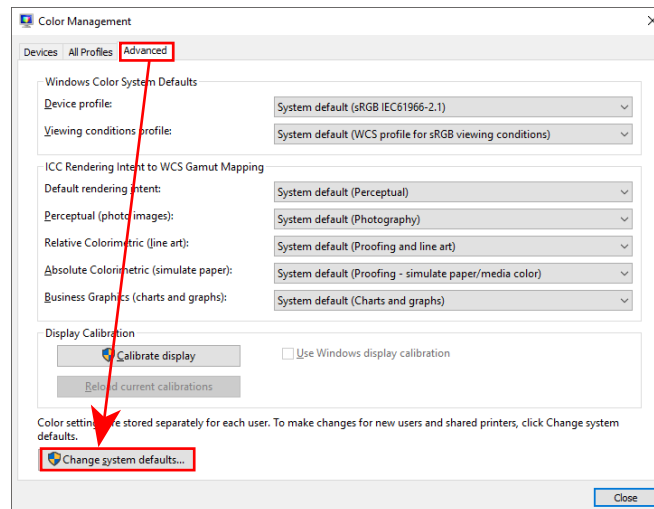 Color Management
Devices All Profiles Advanced
Windows Color System Defaults
Device profile: System default (sRGB IEC61966-2.1)
Viewing conditions profile: System default (WCS profile for sRGB viewing conditions)
ICC Rendering Intent to WCS Gamut Mapping
Default rendering intent: System default (Perceptual)
Perceptual (photo images): System default (Photography)
Relative Colorimetric (line art): System default (Proofing and line art)
Absolute Colorimetric (simulate paper): System default (Proofing - simulate paper/media color)
Business Graphics (charts and graphs): System default (Charts and graphs)
Display Calibration
Calibrate display Use Windows display calibration
Reload current calibrations
Color settings are stored separately for each user. To make changes for new users and shared printers, click Change system
defaults.
Change system defaults...
Close